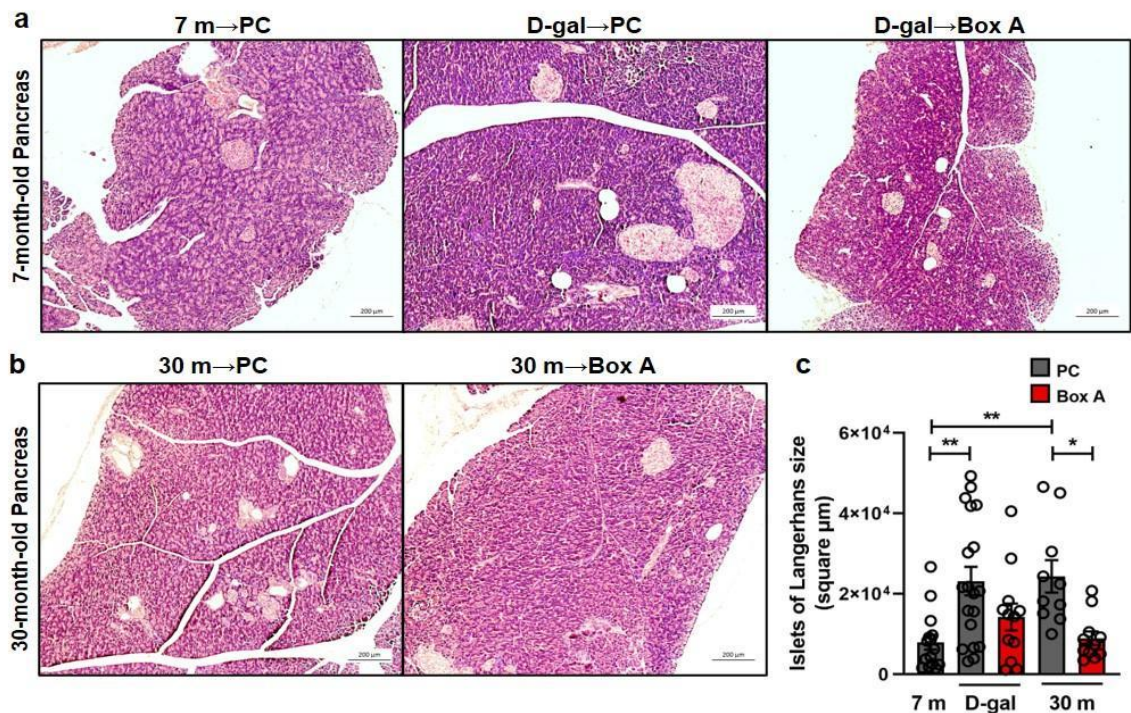 a
7 m→PC
D-gal→PC
D-gal→Box A
7-month-old Pancreas
200 µm
200 µm
200 µm
b
30 m→PC
30 m→Box A
30-month-old Pancreas
200 µm
200 µm
c
PC
Box A
**
**
*
Islets of Langerhans size
(square µm)
6×10⁴
4×10⁴
2×10⁴
0
7 m
D-gal
30 m